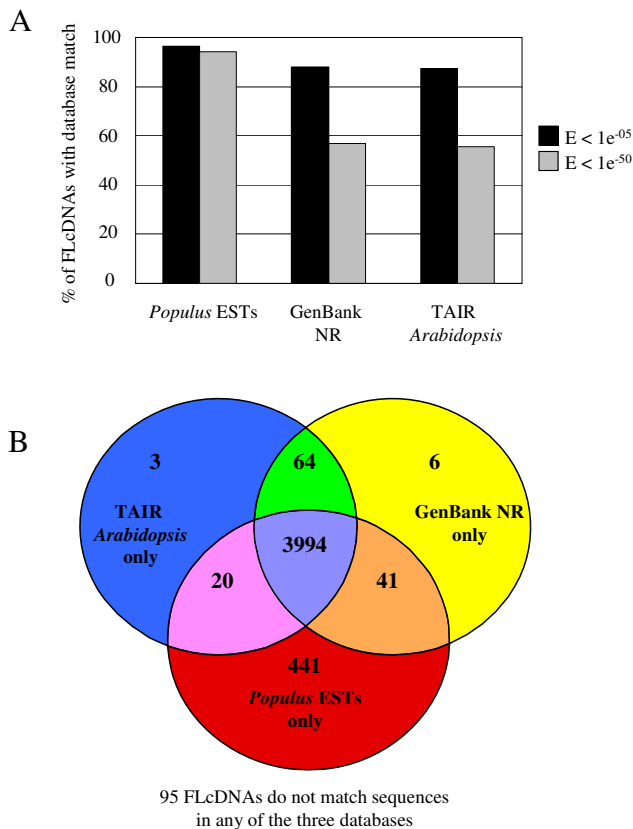 A
% of FLcDNAs with database match
100
80
60
40
20
0
Populus ESTs
GenBank
NR
TAIR
Arabidopsis
E < 1e-05
E < 1e-50
B
3
64
6
TAIR
Arabidopsis
only
GenBank NR
only
3994
20
41
441
Populus ESTs
only
95 FLcDNAs do not match sequences
in any of the three databases